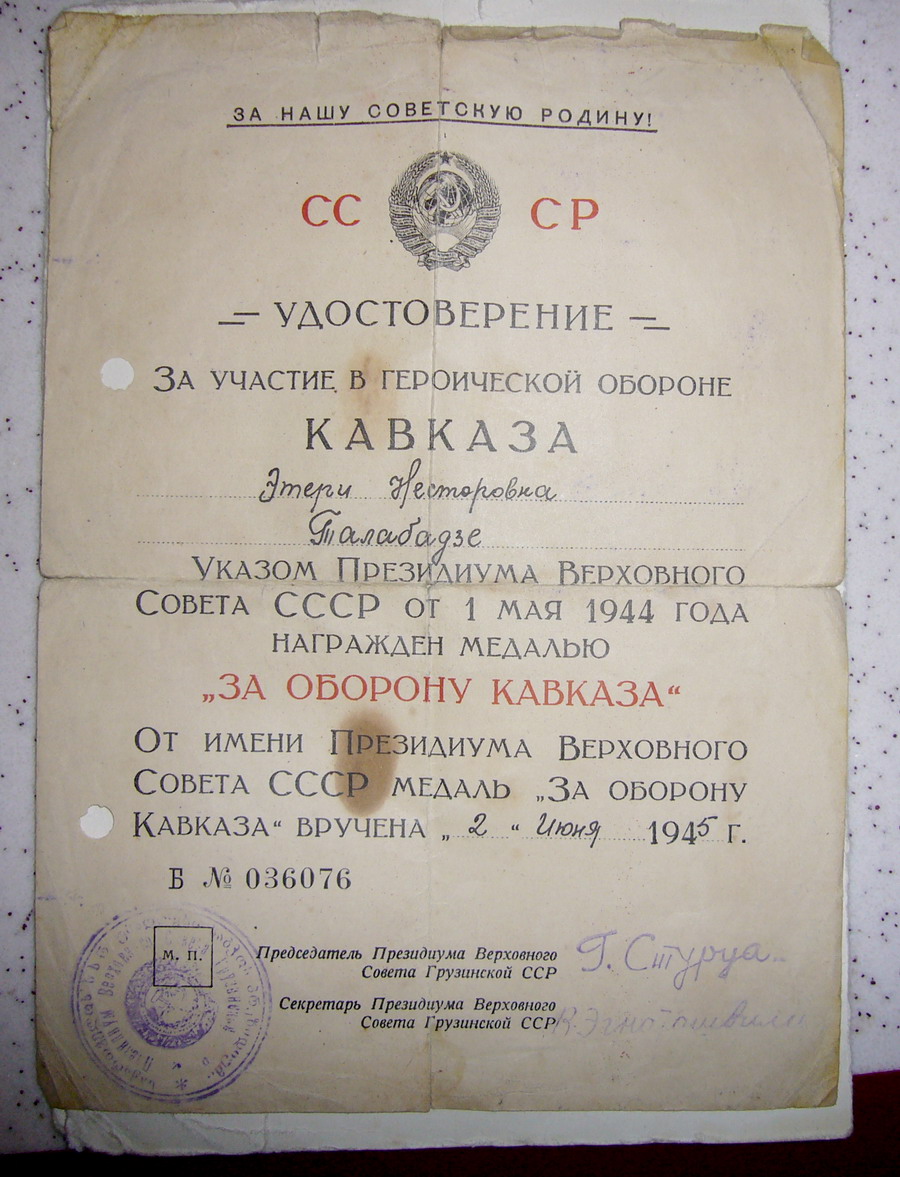 ЗА НАШУ СОВЕТСКУЮ РОДИНУ!
СС СР
УДОСТОВЕРЕНИЕ
ЗА УЧАСТИЕ В ГЕРОИЧЕСКОЙ ОБОРОНЕ
КАВКАЗА
Этери Несторовна
Талабадзе
УКАЗОМ ПРЕЗИДИУМА ВЕРХОВНОГО
СОВЕТА СССР ОТ 1 МАЯ 1944 ГОДА
НАГРАЖДЕН МЕДАЛЬЮ
„ЗА ОБОРОНУ КАВКАЗА“
ОТ ИМЕНИ ПРЕЗИДИУМА ВЕРХОВНОГО
СОВЕТА СССР МЕДАЛЬ „ЗА ОБОРОНУ
КАВКАЗА“ ВРУЧЕНА „2“ Июня 1945 Г.
Б № 036076
М. П.
Председатель Президиума Верховного
Совета Грузинской ССР
Г. Стуруа
Секретарь Президиума Верховного
Совета Грузинской ССР
В. Эгнаташвили